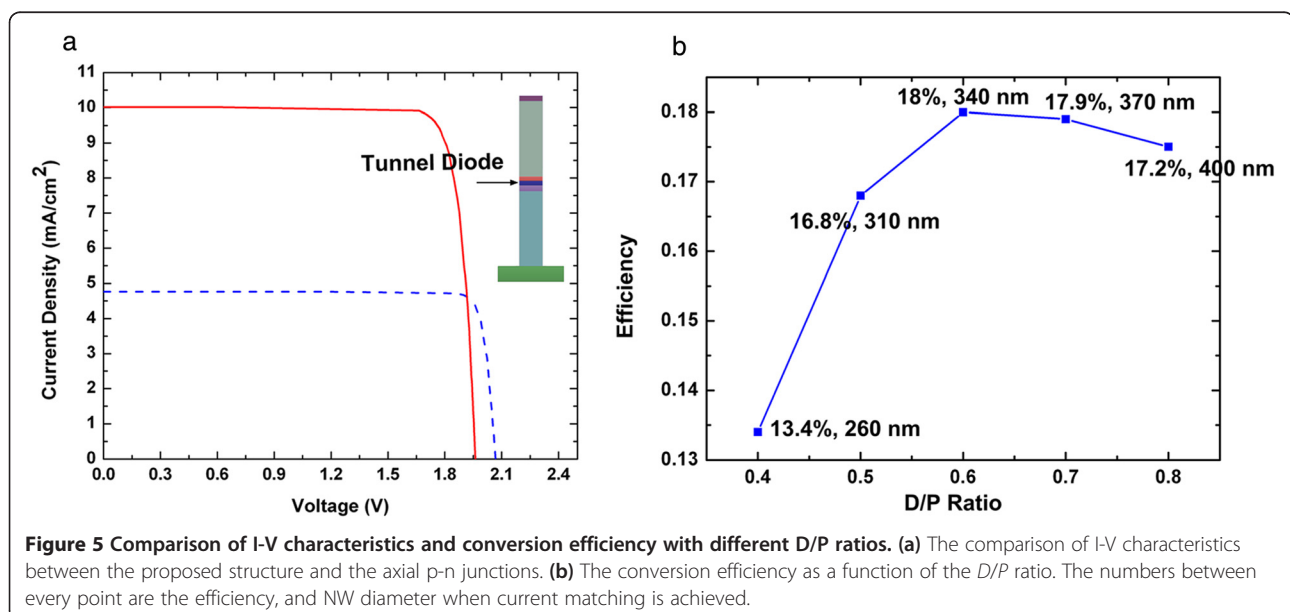 a
11
10
9
8
7
6
5
4
3
2
1
0
Current Density (mA/cm²)
0.0 0.3 0.6 0.9 1.2 1.5 1.8 2.1 2.4
Voltage (V)
Tunnel Diode
b
0.18
0.17
0.16
0.15
0.14
0.13
Efficiency
18%, 340 nm
17.9%, 370 nm
17.2%, 400 nm
16.8%, 310 nm
13.4%, 260 nm
0.4 0.5 0.6 0.7 0.8
D/P Ratio
Figure 5 Comparison of I-V characteristics and conversion efficiency with different D/P ratios. (a) The comparison of I-V characteristics
between the proposed structure and the axial p-n junctions. (b) The conversion efficiency as a function of the D/P ratio. The numbers between
every point are the efficiency, and NW diameter when current matching is achieved.